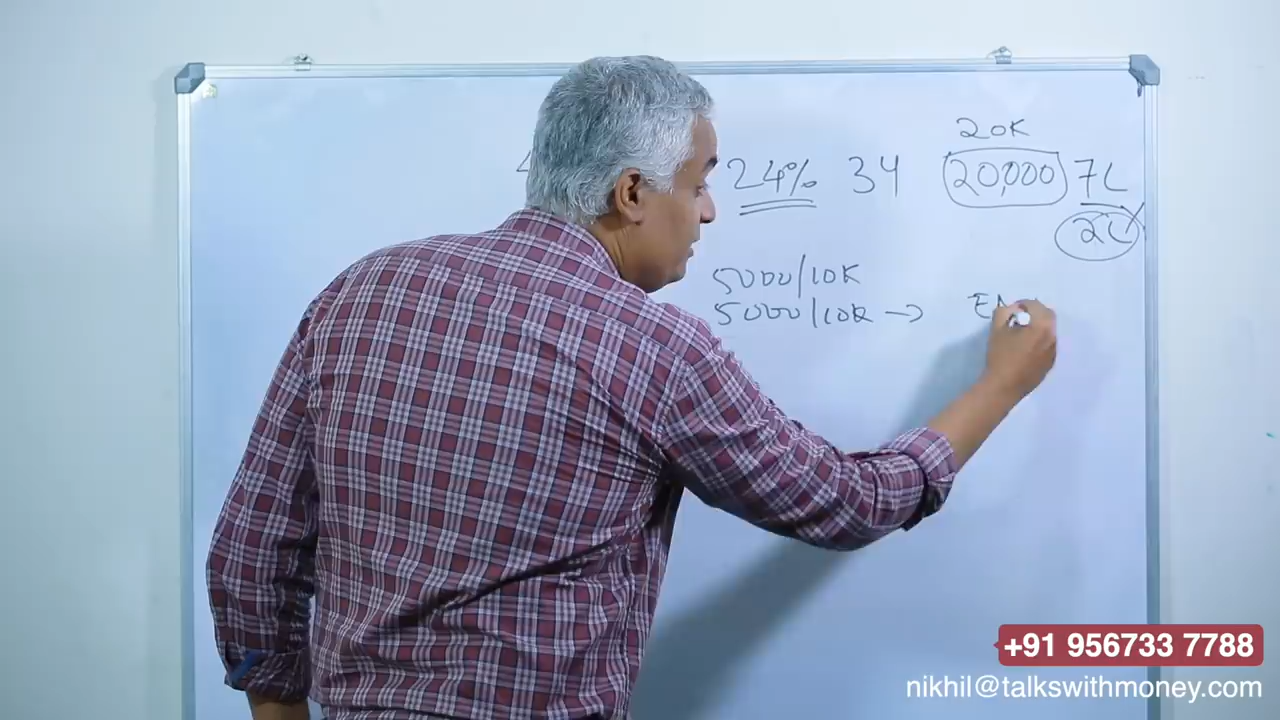 20K
24% 34 20,000 7L
2L
5000/10K
5000/10K →
+91 956733 7788
nikhil@talkswithmoney.com